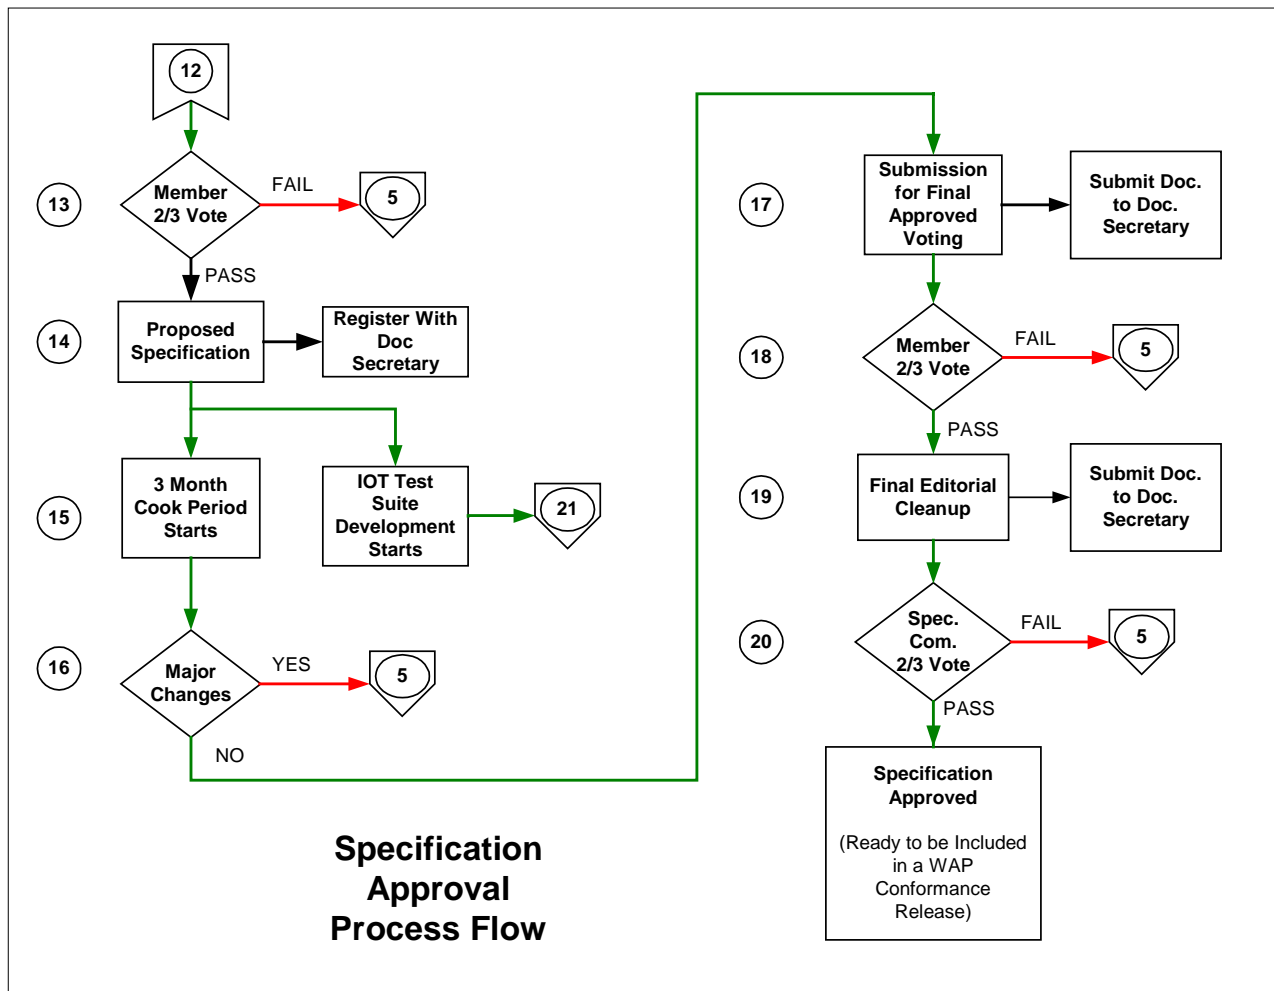 12
13
Member
2/3 Vote
FAIL
5
PASS
14
Proposed
Specification
Register With
Doc
Secretary
15
3 Month
Cook Period
Starts
IOT Test
Suite
Development
Starts
21
16
Major
Changes
YES
5
NO
17
Submission
for Final
Approved
Voting
Submit Doc.
to Doc.
Secretary
18
Member
2/3 Vote
FAIL
5
PASS
19
Final Editorial
Cleanup
Submit Doc.
to Doc.
Secretary
20
Spec.
Com.
2/3 Vote
FAIL
5
PASS
Specification
Approved
(Ready to be Included
in a WAP
Conformance
Release)
Specification
Approval
Process Flow